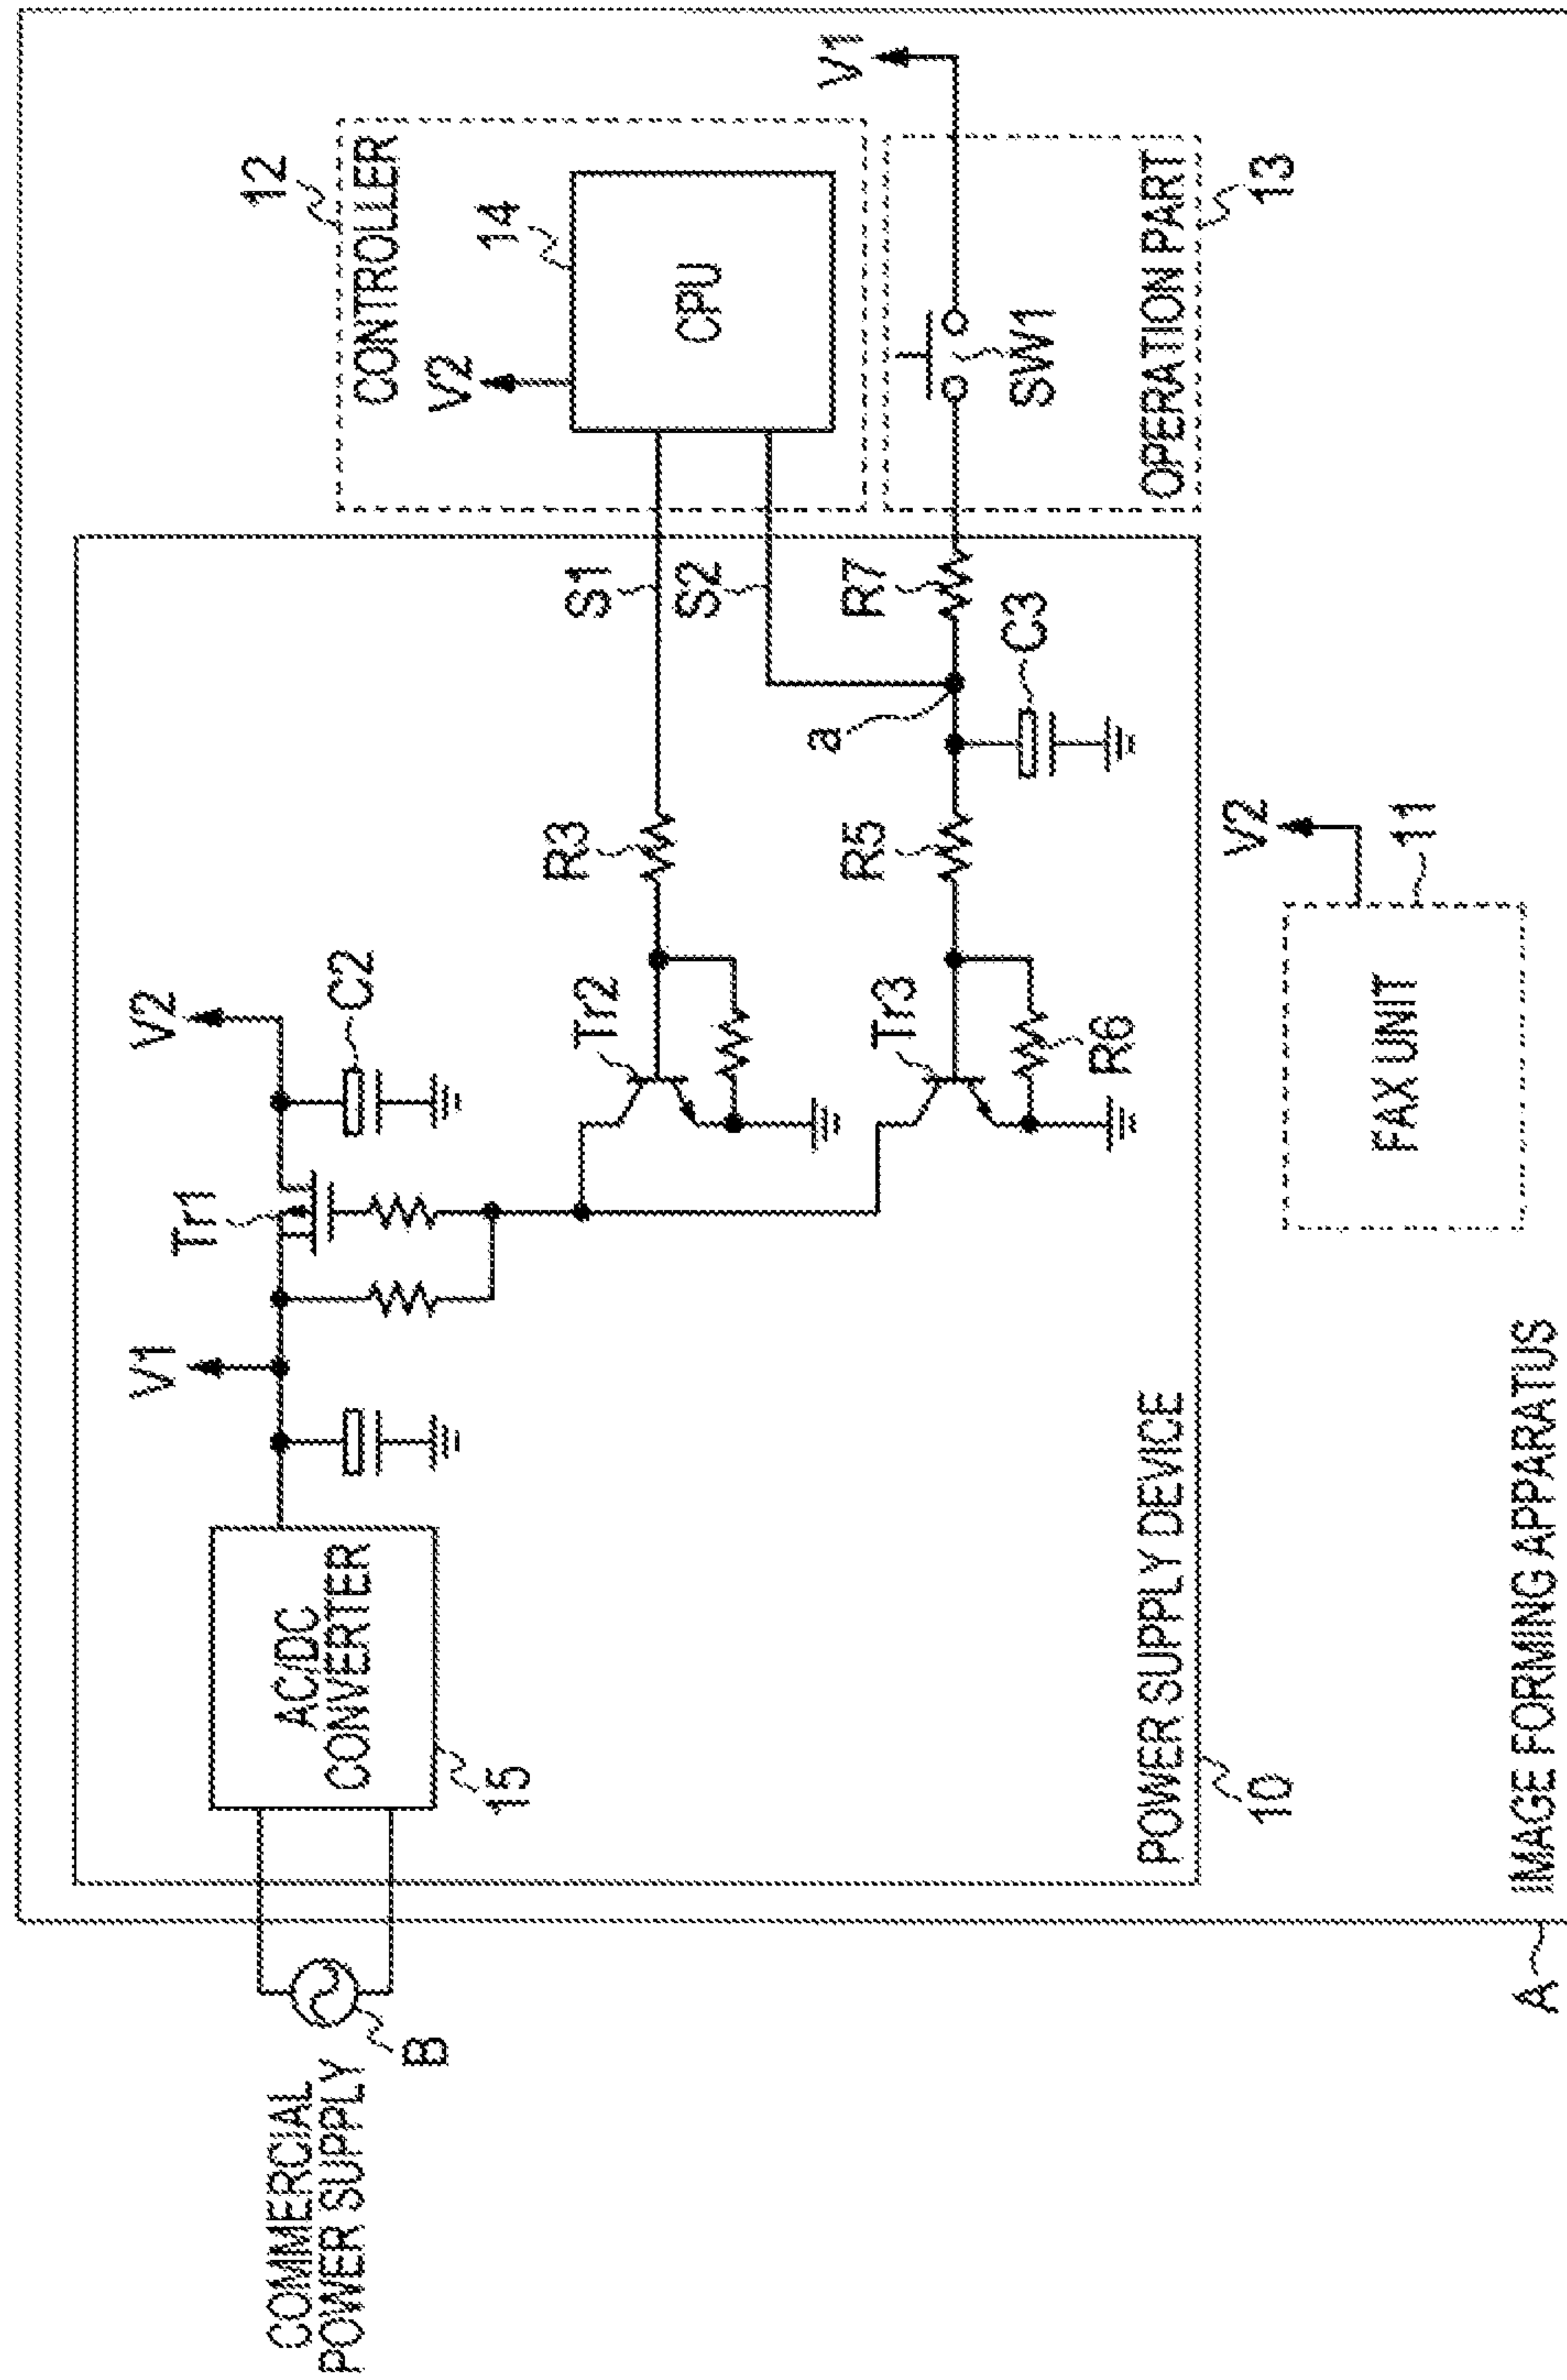 COMMERCIAL
POWER SUPPLY
B
A
IMAGE FORMING APPARATUS
POWER SUPPLY DEVICE
10
AC/DC
CONVERTER
15
V1
Tr1
V2
C2
Tr2
R3
S1
S2
Tr3
R6
R5
a
C3
R7
CONTROLLER
12
V2
14
CPU
V1
SW1
OPERATION PART
13
FAX UNIT
11
V2